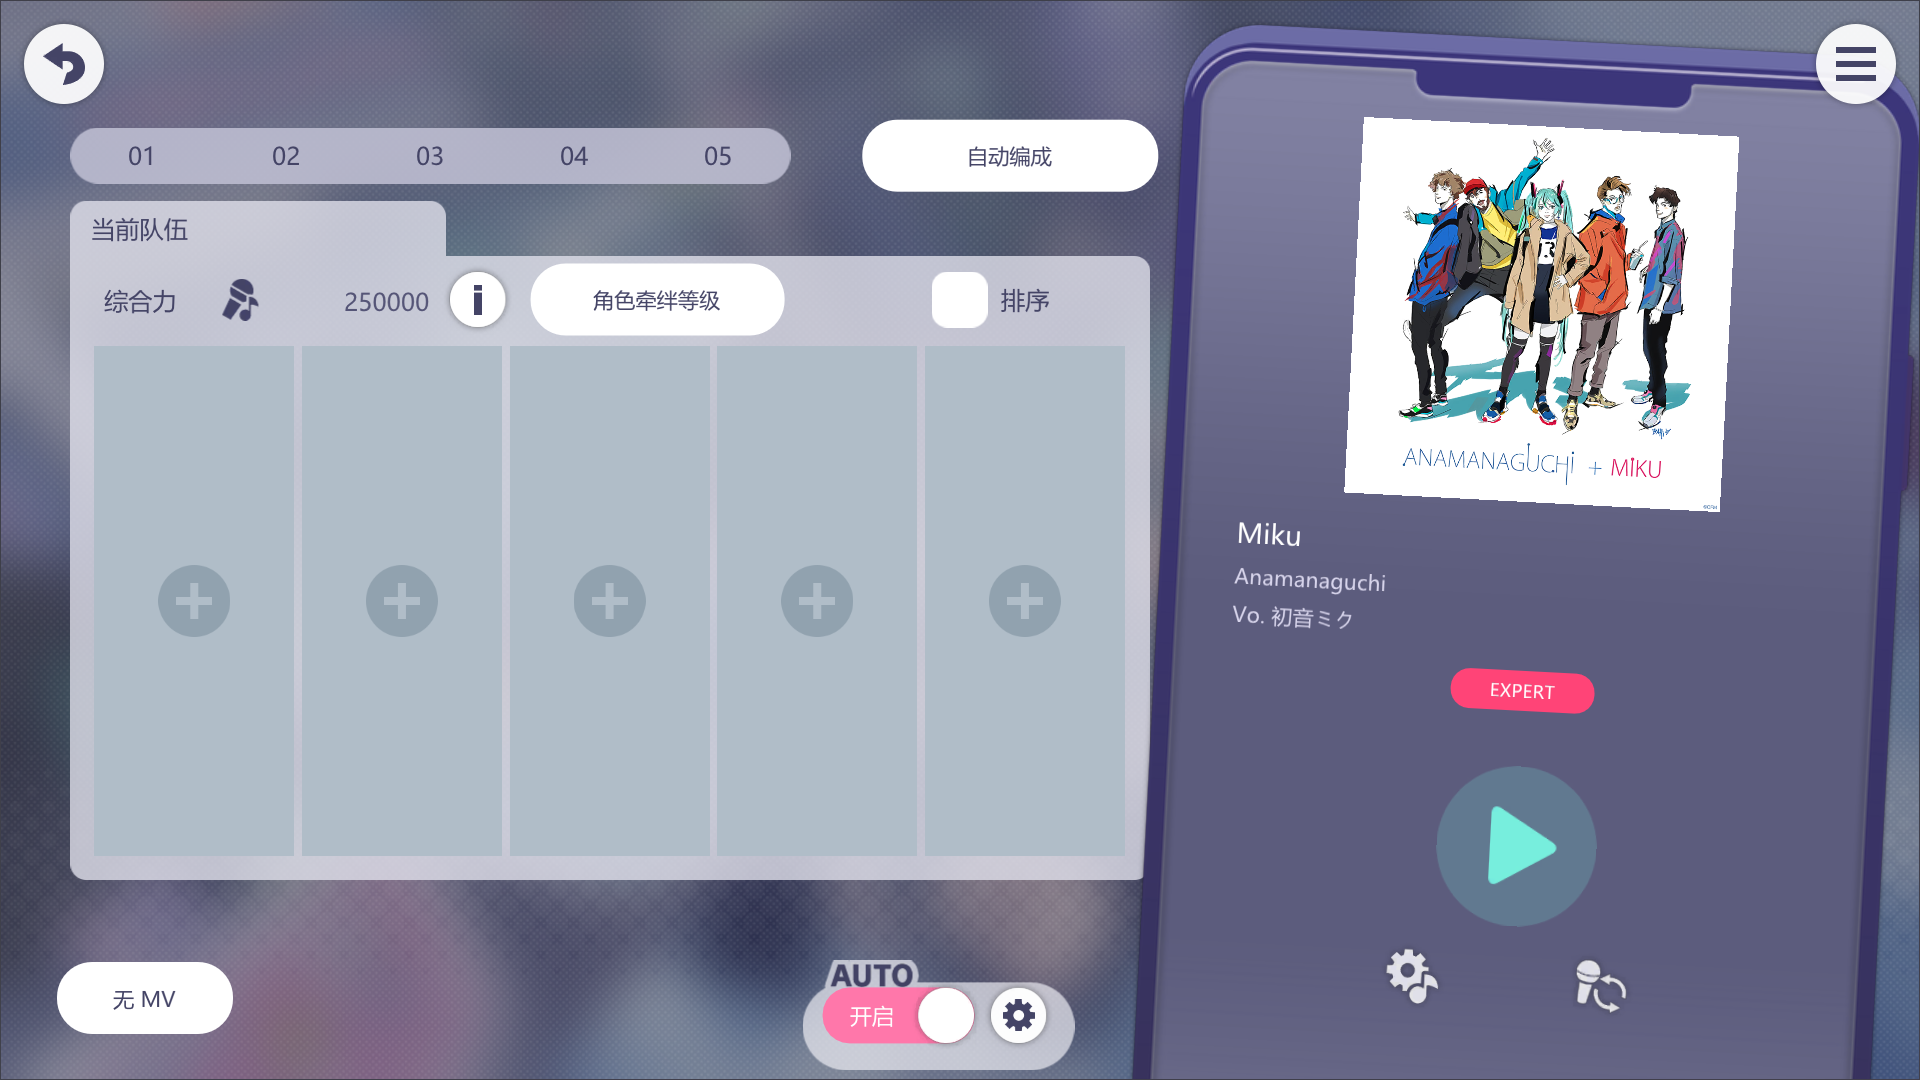 01 02 03 04 05
自动编成
当前队伍
综合力 250000 角色牵绊等级 排序
ANAMANAGUCHI + MIKU
Miku
Anamanaguchi
Vo. 初音ミク
EXPERT
无 MV
AUTO
开启